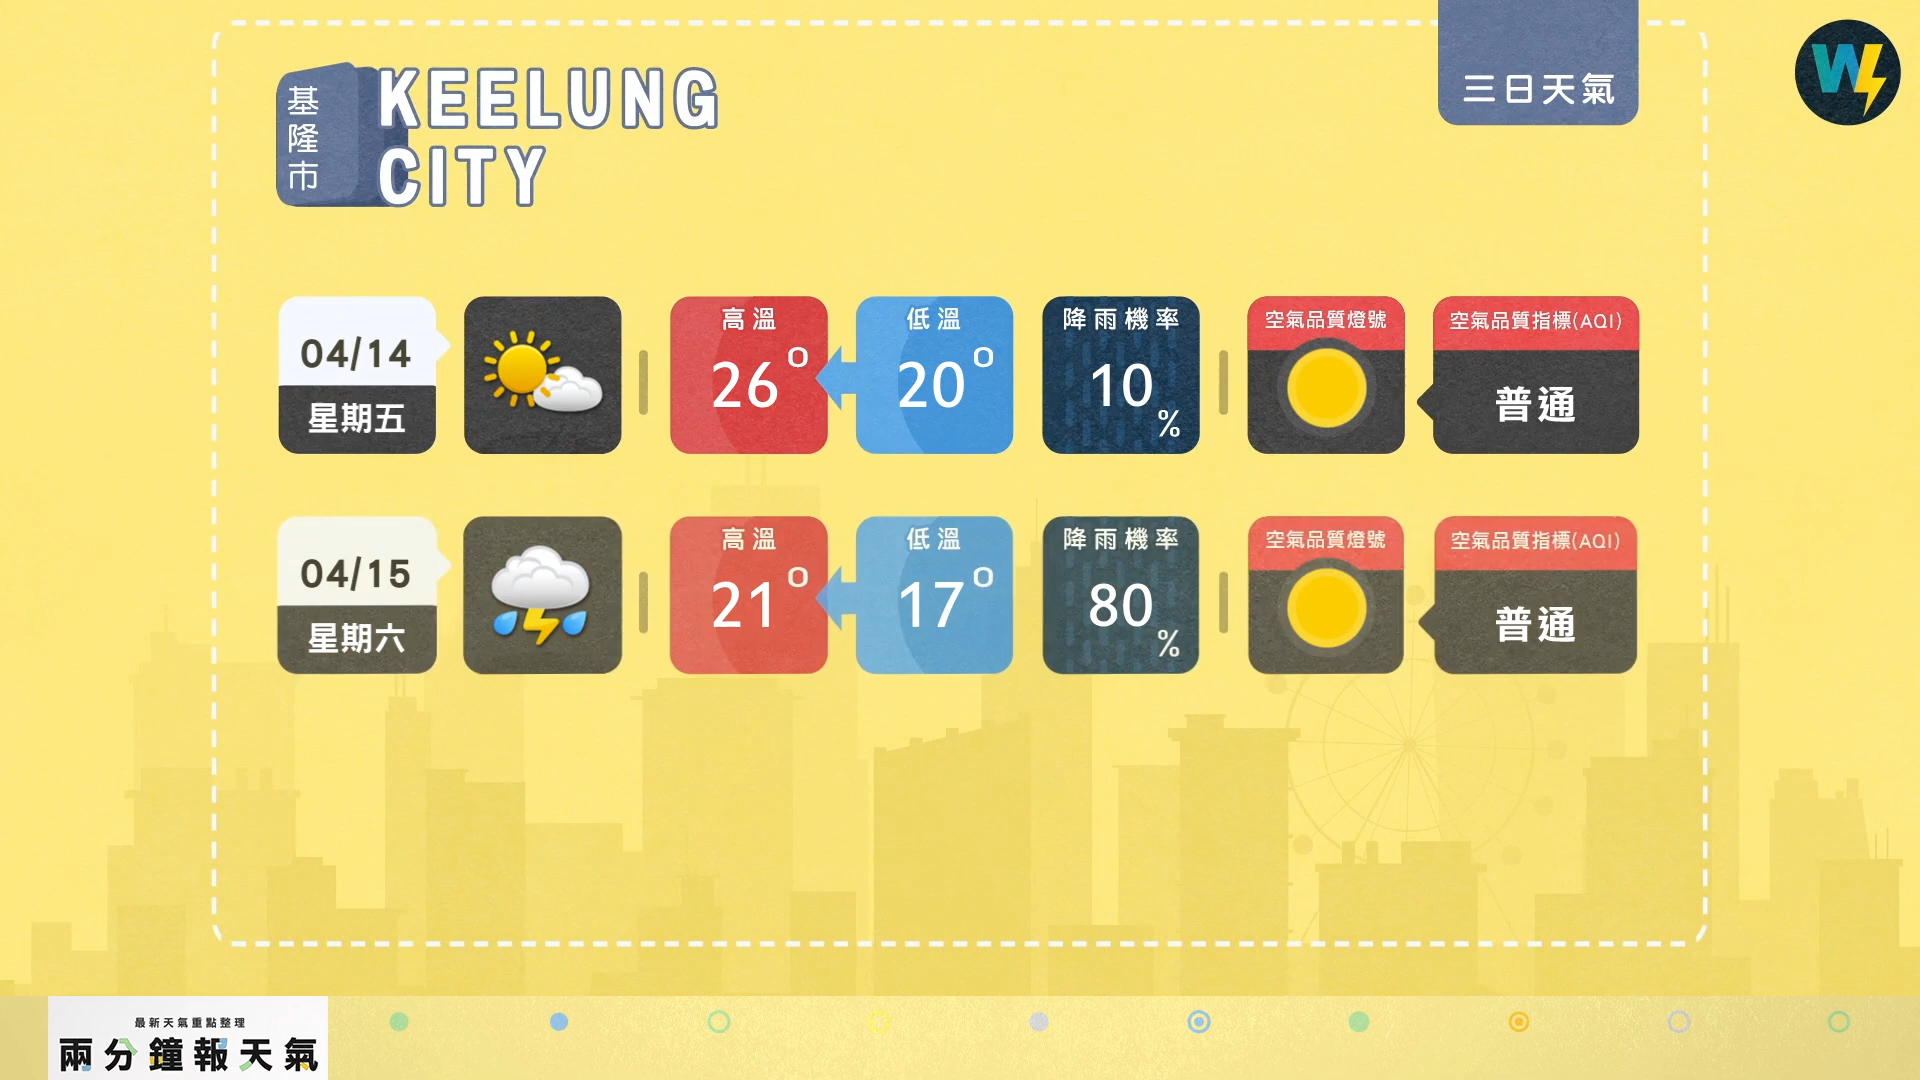 基隆市
KEELUNG
CITY
三日天氣
W
04/14
星期五
高溫
26°
低溫
20°
降雨機率
10%
空氣品質燈號
空氣品質指標(AQI)
普通
04/15
星期六
高溫
21°
低溫
17°
降雨機率
80%
空氣品質燈號
空氣品質指標(AQI)
普通
最新天氣重點整理
兩分鐘報天氣